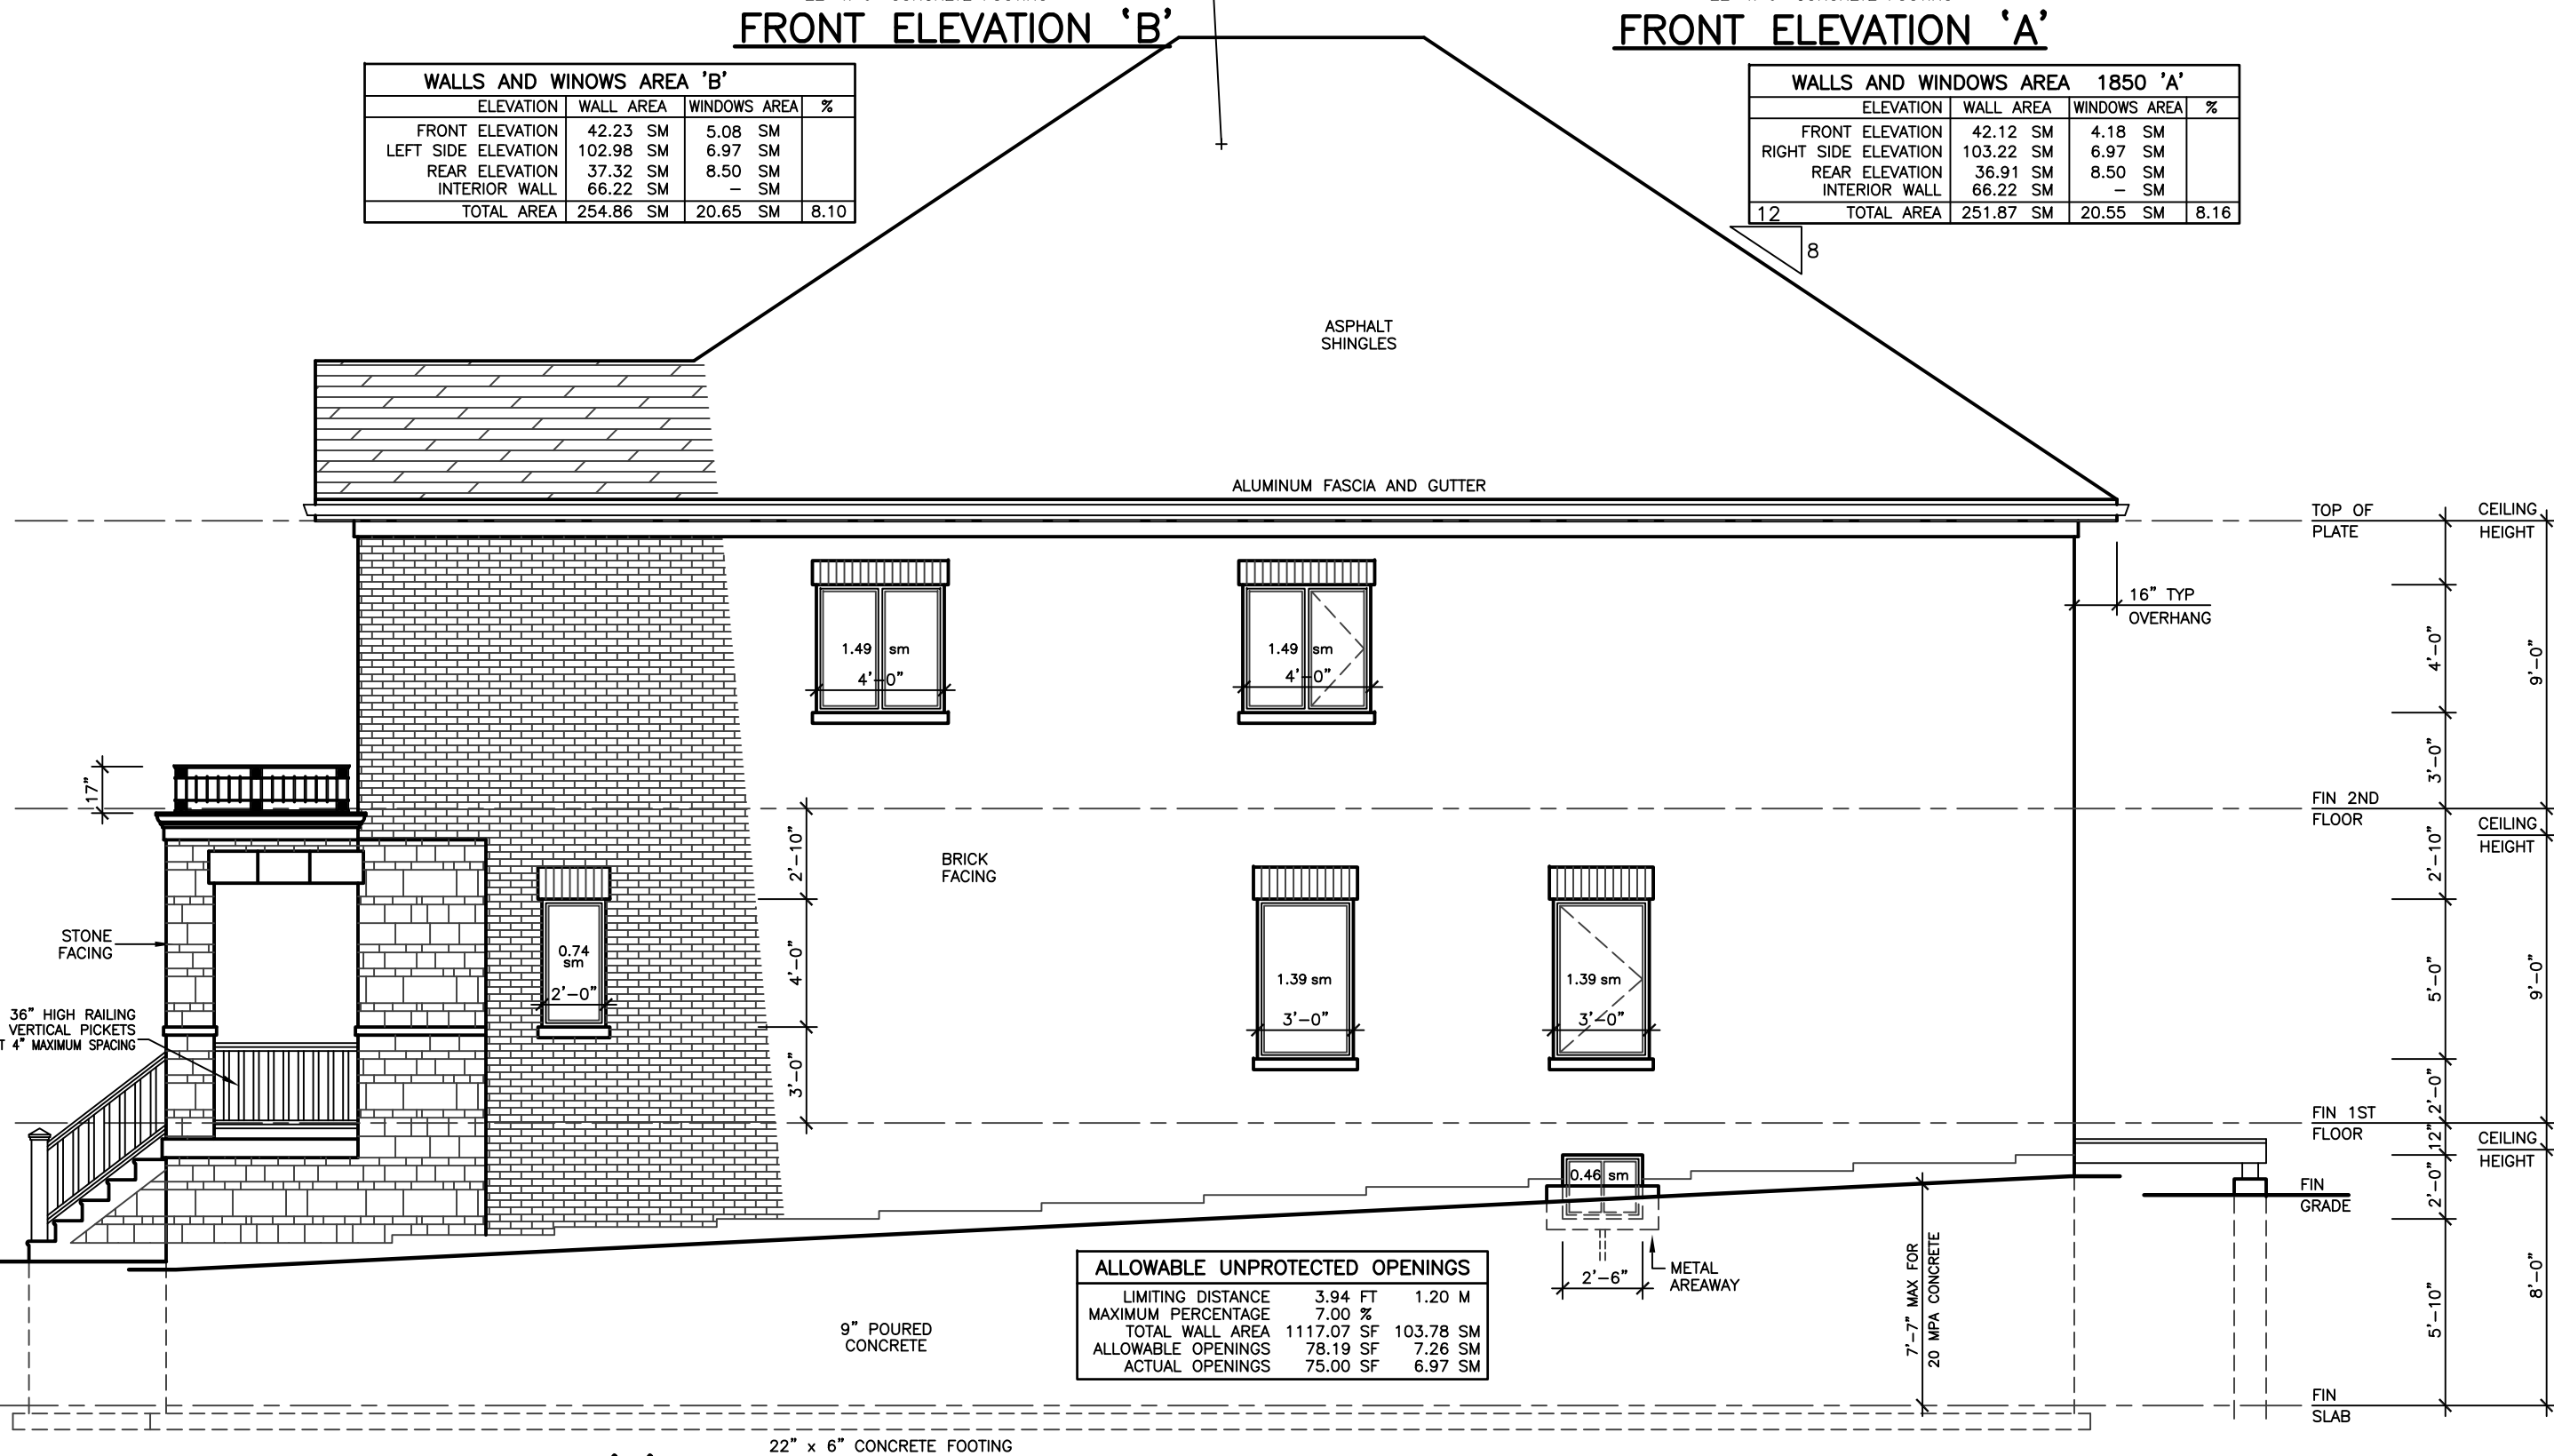 FRONT ELEVATION 'B'
FRONT ELEVATION 'A'
WALLS AND WINOWS AREA 'B'
ELEVATION WALL AREA WINDOWS AREA %
FRONT ELEVATION 42.23 SM 5.08 SM
LEFT SIDE ELEVATION 102.98 SM 6.97 SM
REAR ELEVATION 37.32 SM 8.50 SM
INTERIOR WALL 66.22 SM – SM
TOTAL AREA 254.86 SM 20.65 SM 8.10
WALLS AND WINDOWS AREA 1850 'A'
ELEVATION WALL AREA WINDOWS AREA %
FRONT ELEVATION 42.12 SM 4.18 SM
RIGHT SIDE ELEVATION 103.22 SM 6.97 SM
REAR ELEVATION 36.91 SM 8.50 SM
INTERIOR WALL 66.22 SM – SM
TOTAL AREA 251.87 SM 20.55 SM 8.16
12
8
ASPHALT
SHINGLES
ALUMINUM FASCIA AND GUTTER
TOP OF
PLATE
CEILING
HEIGHT
16" TYP
OVERHANG
1.49 sm
4'-0"
1.49 sm
4'-0"
4'-0"
9'-0"
3'-0"
17"
FIN 2ND
FLOOR
CEILING
HEIGHT
2'-10"
2'-10"
BRICK
FACING
STONE
FACING
0.74
sm
2'-0"
4'-0"
1.39 sm
3'-0"
1.39 sm
3'-0"
5'-0"
9'-0"
36" HIGH RAILING
VERTICAL PICKETS
T 4" MAXIMUM SPACING
3'-0"
2'-0"
FIN 1ST
FLOOR
12"
CEILING
HEIGHT
0.46 sm
2'-0"
FIN
GRADE
METAL
AREAWAY
2'-6"
7'-7" MAX FOR
20 MPA CONCRETE
5'-10"
8'-0"
ALLOWABLE UNPROTECTED OPENINGS
LIMITING DISTANCE 3.94 FT 1.20 M
MAXIMUM PERCENTAGE 7.00 %
TOTAL WALL AREA 1117.07 SF 103.78 SM
ALLOWABLE OPENINGS 78.19 SF 7.26 SM
ACTUAL OPENINGS 75.00 SF 6.97 SM
9" POURED
CONCRETE
FIN
SLAB
22" x 6" CONCRETE FOOTING